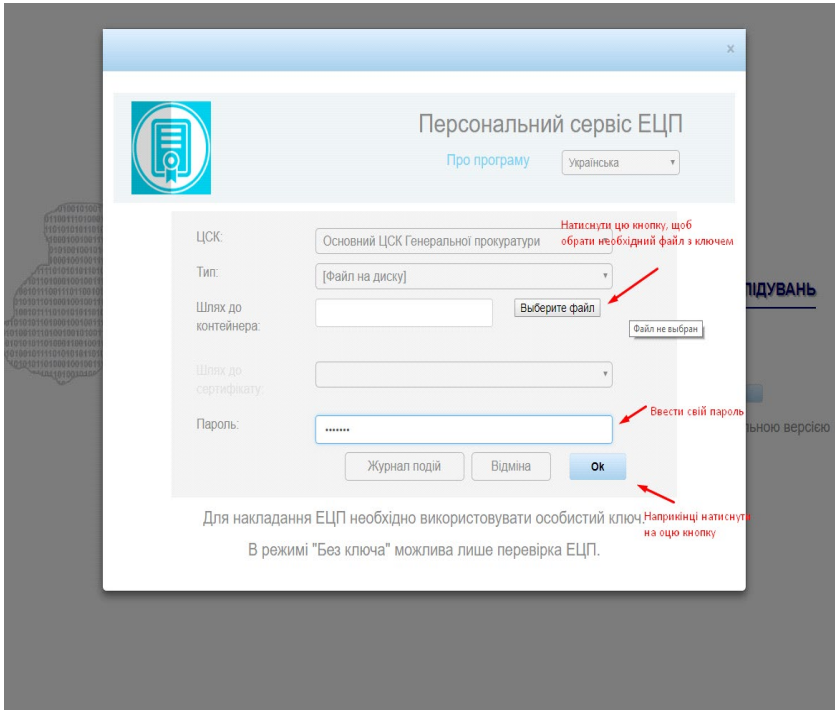 ×
Персональний сервіс ЕЦП
Про програму
Українська
Натиснути цю кнопку, щоб
обрати необхідний файл з ключем
ЦСК:
Основний ЦСК Генеральної прокуратури
Тип:
[Файл на диску]
ЛІДУВАНЬ
Шлях до
контейнера:
Выберите файл
Файл не выбран
Шлях до
сертифікату:
Ввести свій пароль
Пароль:
•••••••
льною версією
Журнал подій
Відміна
Ok
Для накладання ЕЦП необхідно використовувати особистий ключ.
Наприкінці натиснути
на оцю кнопку
В режимі "Без ключа" можлива лише перевірка ЕЦП.